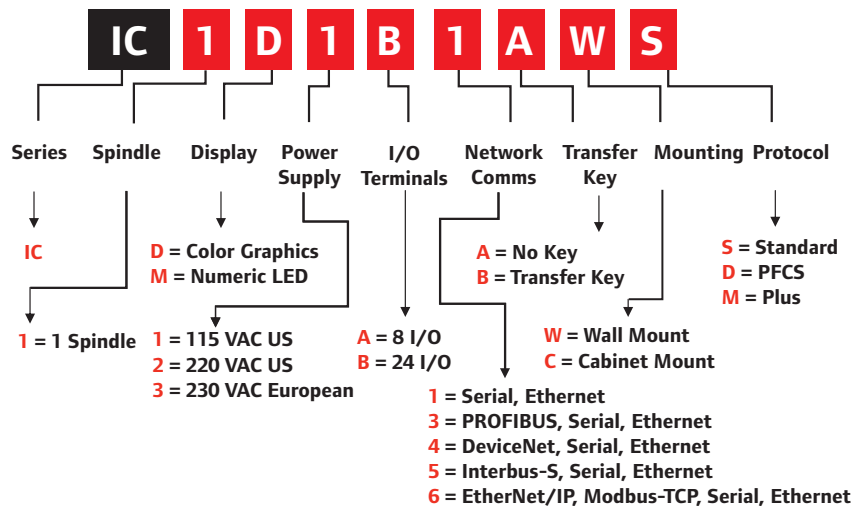 IC 1 D 1 B 1 A W S
Series Spindle Display Power Supply I/O Terminals Network Comms Transfer Key Mounting Protocol
IC
1 = 1 Spindle
D = Color Graphics
M = Numeric LED
1 = 115 VAC US
2 = 220 VAC US
3 = 230 VAC European
A = 8 I/O
B = 24 I/O
1 = Serial, Ethernet
3 = PROFIBUS, Serial, Ethernet
4 = DeviceNet, Serial, Ethernet
5 = Interbus-S, Serial, Ethernet
6 = EtherNet/IP, Modbus-TCP, Serial, Ethernet
A = No Key
B = Transfer Key
W = Wall Mount
C = Cabinet Mount
S = Standard
D = PFCS
M = Plus